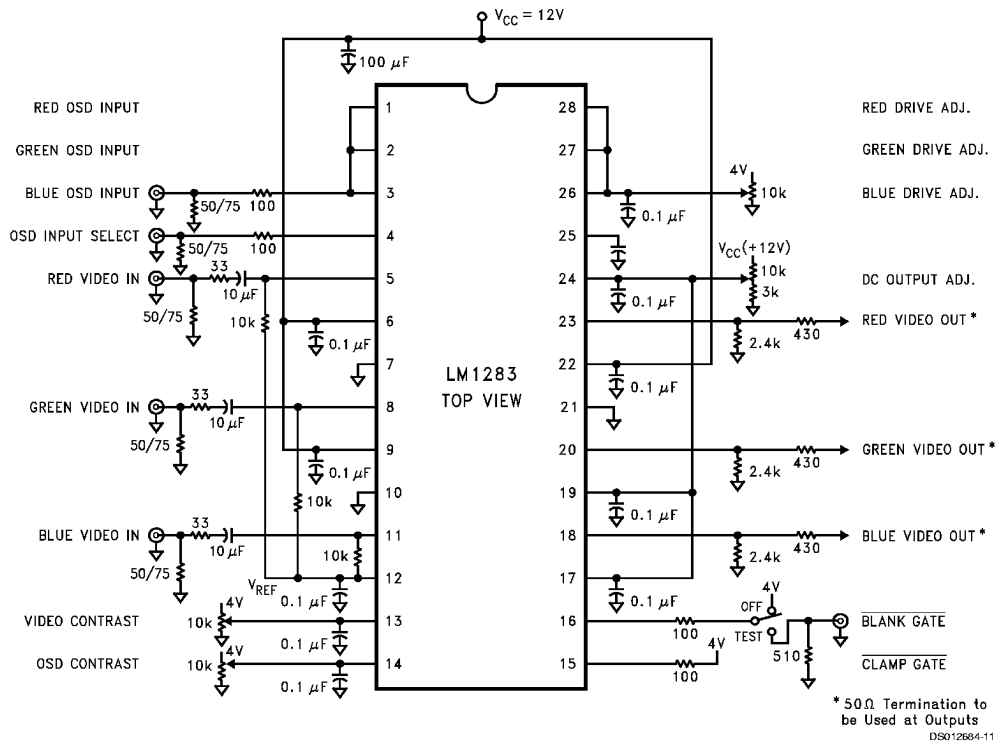 V_CC = 12V
100 μF
RED OSD INPUT
1
28
RED DRIVE ADJ.
GREEN OSD INPUT
2
27
GREEN DRIVE ADJ.
BLUE OSD INPUT
50/75
100
3
26
0.1 μF
4V
10k
BLUE DRIVE ADJ.
OSD INPUT SELECT
50/75
100
4
25
RED VIDEO IN
50/75
33
10 μF
10k
5
24
0.1 μF
V_CC(+12V)
10k
3k
DC OUTPUT ADJ.
0.1 μF
6
23
2.4k
430
RED VIDEO OUT *
7
22
0.1 μF
LM1283
TOP VIEW
GREEN VIDEO IN
50/75
33
10 μF
8
21
0.1 μF
9
20
2.4k
430
GREEN VIDEO OUT *
10k
10
19
0.1 μF
BLUE VIDEO IN
50/75
33
10 μF
10k
11
18
2.4k
430
BLUE VIDEO OUT *
V_REF
0.1 μF
12
17
0.1 μF
VIDEO CONTRAST
4V
10k
0.1 μF
13
16
100
OFF
4V
TEST
510
BLANK GATE
OSD CONTRAST
4V
10k
0.1 μF
14
15
100
4V
CLAMP GATE
* 50Ω Termination to
be Used at Outputs
DS012684-11